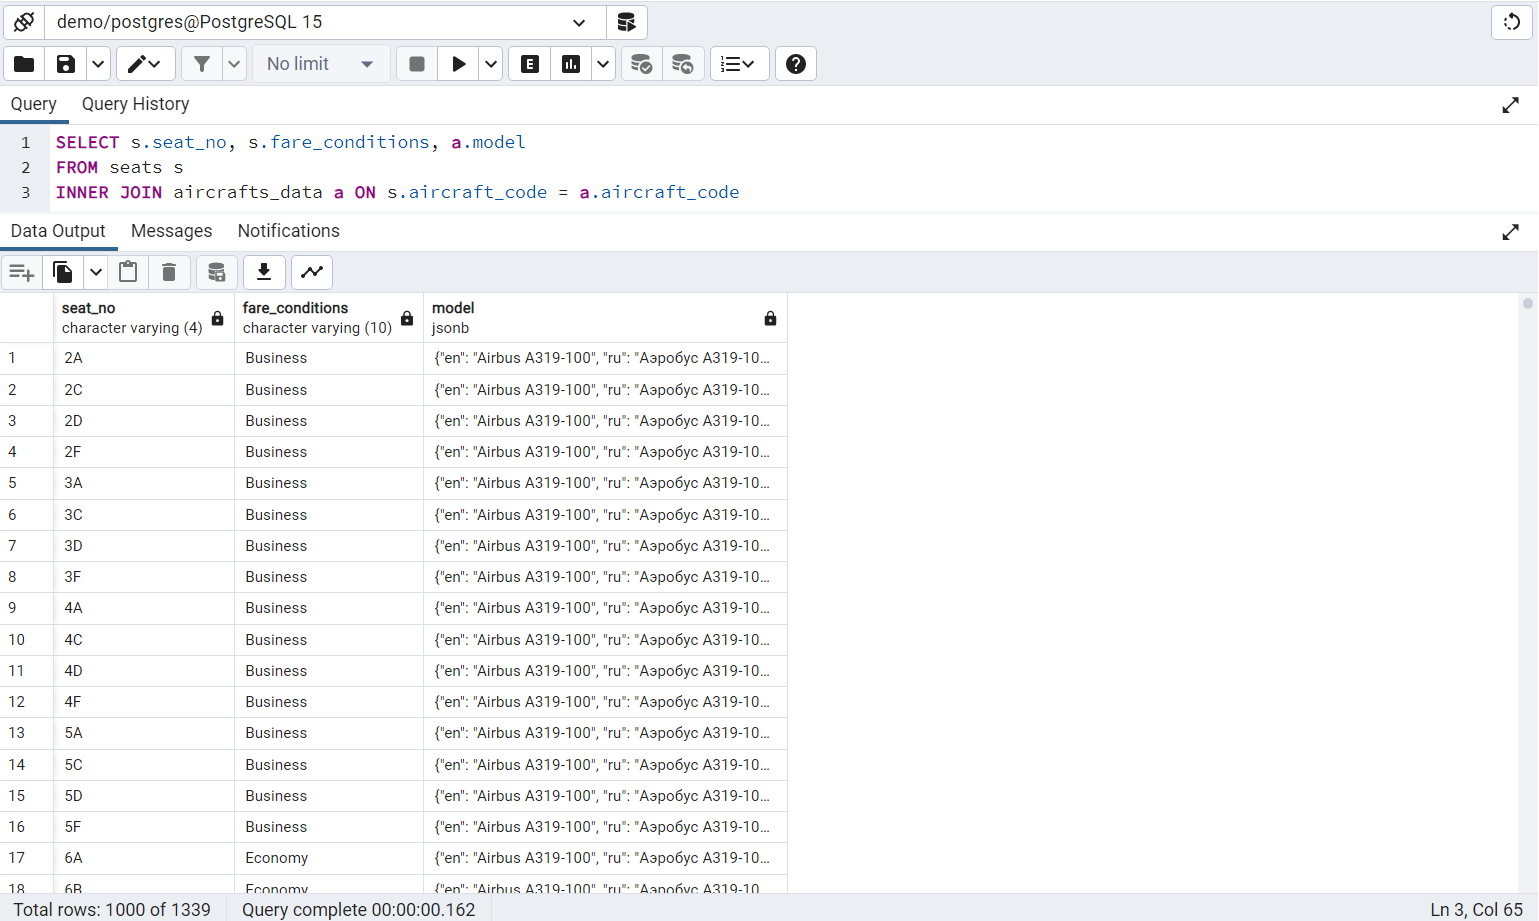 demo/postgres@PostgreSQL 15
No limit
E
Query Query History
1 SELECT s.seat_no, s.fare_conditions, a.model
2 FROM seats s
3 INNER JOIN aircrafts_data a ON s.aircraft_code = a.aircraft_code
Data Output Messages Notifications
seat_no fare_conditions model
character varying (4) character varying (10) jsonb
1 2A Business {"en": "Airbus A319-100", "ru": "Аэробус A319-10...
2 2C Business {"en": "Airbus A319-100", "ru": "Аэробус A319-10...
3 2D Business {"en": "Airbus A319-100", "ru": "Аэробус A319-10...
4 2F Business {"en": "Airbus A319-100", "ru": "Аэробус A319-10...
5 3A Business {"en": "Airbus A319-100", "ru": "Аэробус A319-10...
6 3C Business {"en": "Airbus A319-100", "ru": "Аэробус A319-10...
7 3D Business {"en": "Airbus A319-100", "ru": "Аэробус A319-10...
8 3F Business {"en": "Airbus A319-100", "ru": "Аэробус A319-10...
9 4A Business {"en": "Airbus A319-100", "ru": "Аэробус A319-10...
10 4C Business {"en": "Airbus A319-100", "ru": "Аэробус A319-10...
11 4D Business {"en": "Airbus A319-100", "ru": "Аэробус A319-10...
12 4F Business {"en": "Airbus A319-100", "ru": "Аэробус A319-10...
13 5A Business {"en": "Airbus A319-100", "ru": "Аэробус A319-10...
14 5C Business {"en": "Airbus A319-100", "ru": "Аэробус A319-10...
15 5D Business {"en": "Airbus A319-100", "ru": "Аэробус A319-10...
16 5F Business {"en": "Airbus A319-100", "ru": "Аэробус A319-10...
17 6A Economy {"en": "Airbus A319-100", "ru": "Аэробус A319-10...
18 6B Economy {"en": "Airbus A319-100", "ru": "Аэробус A319-10
Total rows: 1000 of 1339 Query complete 00:00:00.162 Ln 3, Col 65